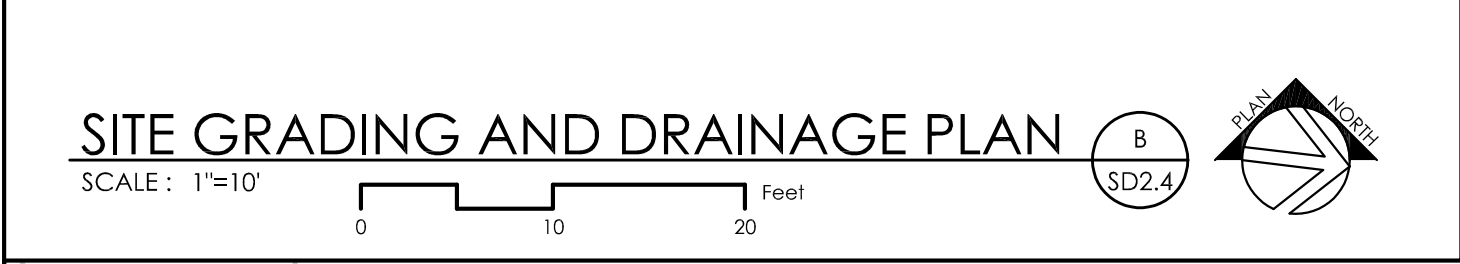 SITE GRADING AND DRAINAGE PLAN
SCALE : 1"=10'
0 10 20 Feet
B
SD2.4
PLAN NORTH